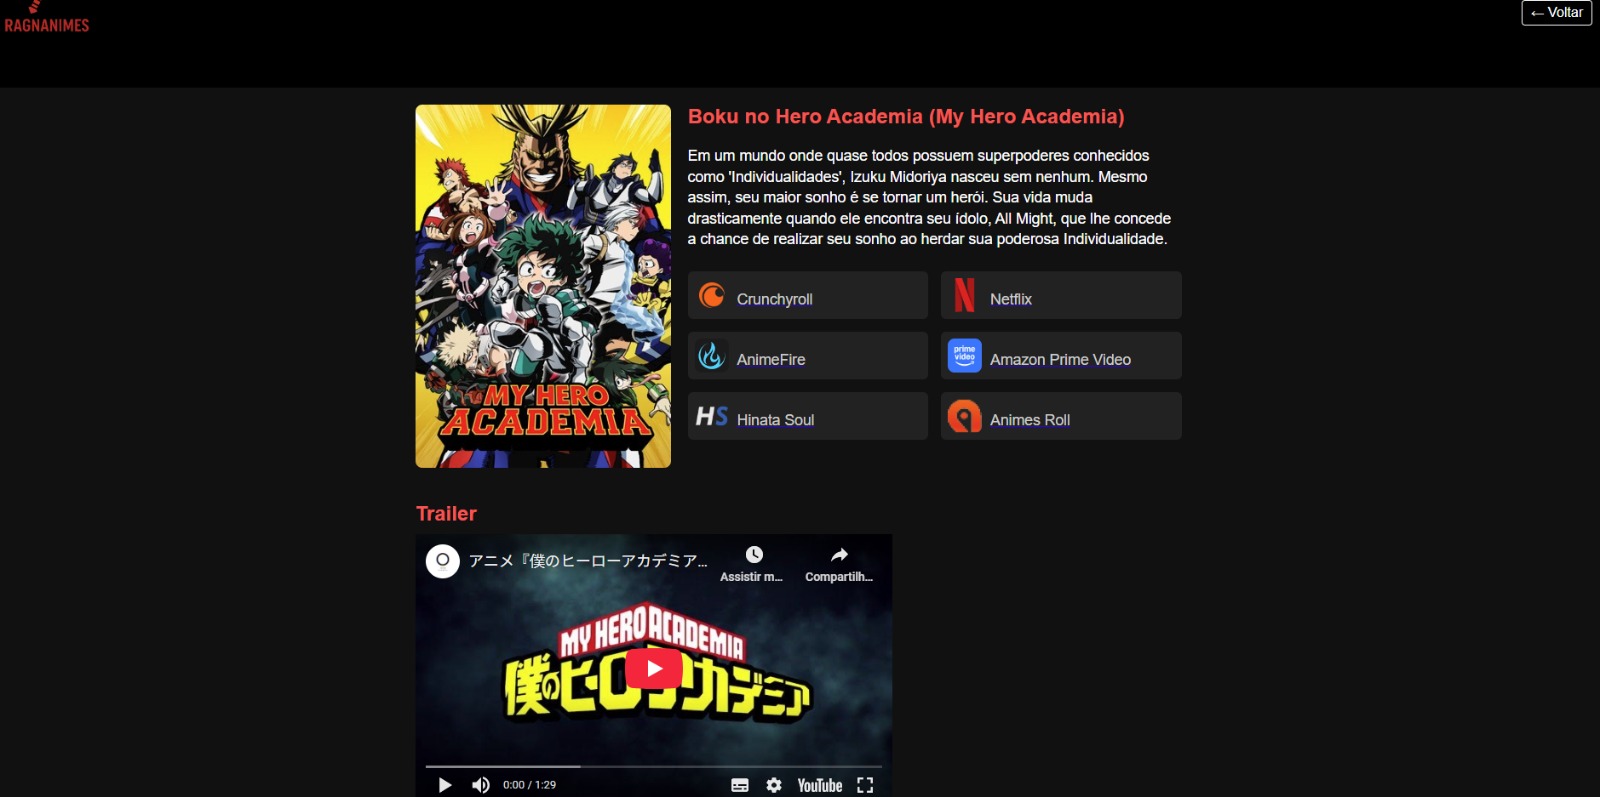 RAGNANIMES
← Voltar
Boku no Hero Academia (My Hero Academia)
Em um mundo onde quase todos possuem superpoderes conhecidos
como 'Individualidades', Izuku Midoriya nasceu sem nenhum. Mesmo
assim, seu maior sonho é se tornar um herói. Sua vida muda
drasticamente quando ele encontra seu ídolo, All Might, que lhe concede
a chance de realizar seu sonho ao herdar sua poderosa Individualidade.
MY HERO
ACADEMIA
Crunchyroll
Netflix
AnimeFire
prime
video
Amazon Prime Video
HS
Hinata Soul
Animes Roll
Trailer
アニメ『僕のヒーローアカデミア...
Assistir m...
Compartilh...
MY HERO ACADEMIA
僕のヒーローアカデミア
0:00 / 1:29
YouTube